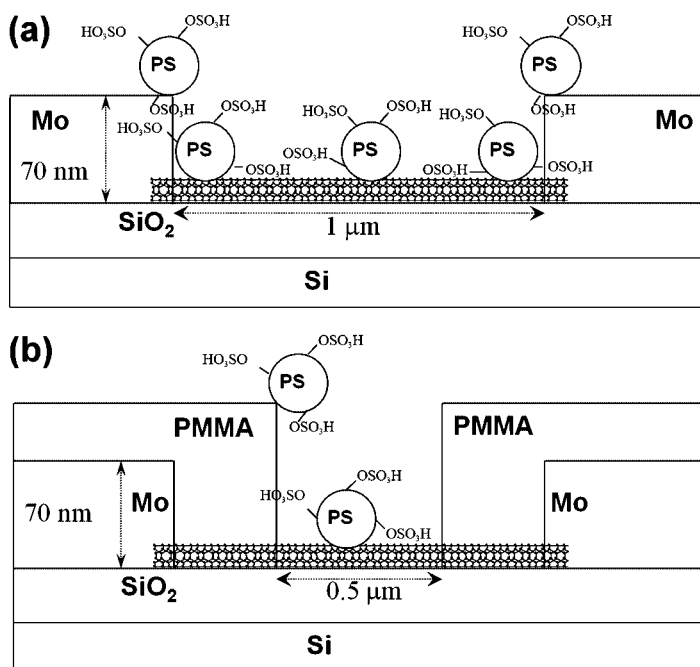 (a)
HO₃SO OSO₃H HO₃SO OSO₃H
PS PS
OSO₃H OSO₃H
Mo OSO₃H HO₃SO OSO₃H HO₃SO OSO₃H Mo
HO₃SO
PS PS PS
70 nm OSO₃H OSO₃H OSO₃H OSO₃H
SiO₂
1 μm
Si
(b)
OSO₃H
HO₃SO
PS
PMMA OSO₃H PMMA
Mo OSO₃H Mo
HO₃SO
70 nm PS OSO₃H
SiO₂ 0.5 μm
Si